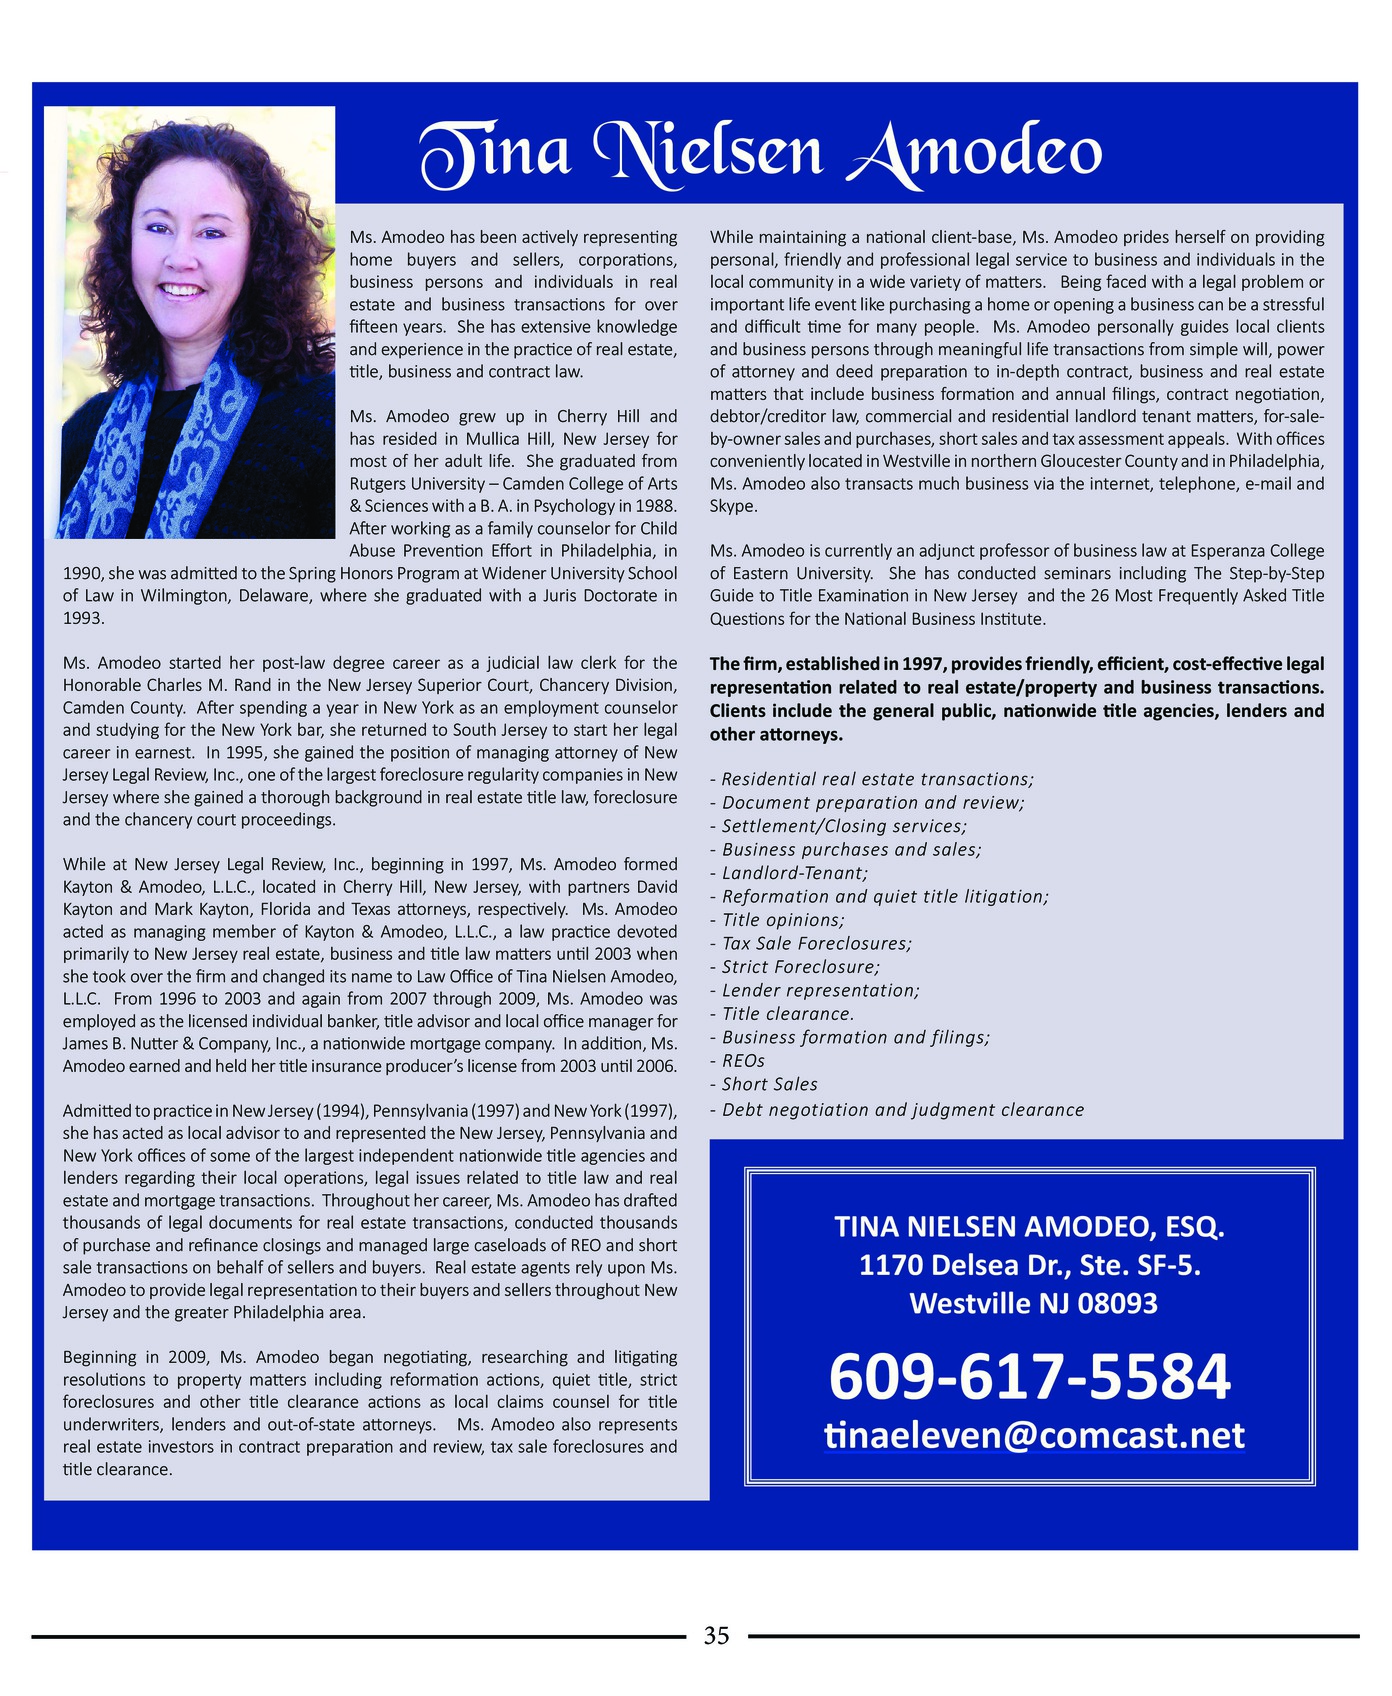 Tina Nielsen Amodeo
Ms. Amodeo has been actively representing
home buyers and sellers, corporations,
business persons and individuals in real
estate and business transactions for over
fifteen years. She has extensive knowledge
and experience in the practice of real estate,
title, business and contract law.
Ms. Amodeo grew up in Cherry Hill and
has resided in Mullica Hill, New Jersey for
most of her adult life. She graduated from
Rutgers University – Camden College of Arts
& Sciences with a B. A. in Psychology in 1988.
After working as a family counselor for Child
Abuse Prevention Effort in Philadelphia, in
1990, she was admitted to the Spring Honors Program at Widener University School
of Law in Wilmington, Delaware, where she graduated with a Juris Doctorate in
1993.
Ms. Amodeo started her post-law degree career as a judicial law clerk for the
Honorable Charles M. Rand in the New Jersey Superior Court, Chancery Division,
Camden County. After spending a year in New York as an employment counselor
and studying for the New York bar, she returned to South Jersey to start her legal
career in earnest. In 1995, she gained the position of managing attorney of New
Jersey Legal Review, Inc., one of the largest foreclosure regularity companies in New
Jersey where she gained a thorough background in real estate title law, foreclosure
and the chancery court proceedings.
While at New Jersey Legal Review, Inc., beginning in 1997, Ms. Amodeo formed
Kayton & Amodeo, L.L.C., located in Cherry Hill, New Jersey, with partners David
Kayton and Mark Kayton, Florida and Texas attorneys, respectively. Ms. Amodeo
acted as managing member of Kayton & Amodeo, L.L.C., a law practice devoted
primarily to New Jersey real estate, business and title law matters until 2003 when
she took over the firm and changed its name to Law Office of Tina Nielsen Amodeo,
L.L.C. From 1996 to 2003 and again from 2007 through 2009, Ms. Amodeo was
employed as the licensed individual banker, title advisor and local office manager for
James B. Nutter & Company, Inc., a nationwide mortgage company. In addition, Ms.
Amodeo earned and held her title insurance producer's license from 2003 until 2006.
Admitted to practice in New Jersey (1994), Pennsylvania (1997) and New York (1997),
she has acted as local advisor to and represented the New Jersey, Pennsylvania and
New York offices of some of the largest independent nationwide title agencies and
lenders regarding their local operations, legal issues related to title law and real
estate and mortgage transactions. Throughout her career, Ms. Amodeo has drafted
thousands of legal documents for real estate transactions, conducted thousands
of purchase and refinance closings and managed large caseloads of REO and short
sale transactions on behalf of sellers and buyers. Real estate agents rely upon Ms.
Amodeo to provide legal representation to their buyers and sellers throughout New
Jersey and the greater Philadelphia area.
Beginning in 2009, Ms. Amodeo began negotiating, researching and litigating
resolutions to property matters including reformation actions, quiet title, strict
foreclosures and other title clearance actions as local claims counsel for title
underwriters, lenders and out-of-state attorneys. Ms. Amodeo also represents
real estate investors in contract preparation and review, tax sale foreclosures and
title clearance.
While maintaining a national client-base, Ms. Amodeo prides herself on providing
personal, friendly and professional legal service to business and individuals in the
local community in a wide variety of matters. Being faced with a legal problem or
important life event like purchasing a home or opening a business can be a stressful
and difficult time for many people. Ms. Amodeo personally guides local clients
and business persons through meaningful life transactions from simple will, power
of attorney and deed preparation to in-depth contract, business and real estate
matters that include business formation and annual filings, contract negotiation,
debtor/creditor law, commercial and residential landlord tenant matters, for-sale-
by-owner sales and purchases, short sales and tax assessment appeals. With offices
conveniently located in Westville in northern Gloucester County and in Philadelphia,
Ms. Amodeo also transacts much business via the internet, telephone, e-mail and
Skype.
Ms. Amodeo is currently an adjunct professor of business law at Esperanza College
of Eastern University. She has conducted seminars including The Step-by-Step
Guide to Title Examination in New Jersey and the 26 Most Frequently Asked Title
Questions for the National Business Institute.
The firm, established in 1997, provides friendly, efficient, cost-effective legal
representation related to real estate/property and business transactions.
Clients include the general public, nationwide title agencies, lenders and
other attorneys.
- Residential real estate transactions;
- Document preparation and review;
- Settlement/Closing services;
- Business purchases and sales;
- Landlord-Tenant;
- Reformation and quiet title litigation;
- Title opinions;
- Tax Sale Foreclosures;
- Strict Foreclosure;
- Lender representation;
- Title clearance.
- Business formation and filings;
- REOs
- Short Sales
- Debt negotiation and judgment clearance
TINA NIELSEN AMODEO, ESQ.
1170 Delsea Dr., Ste. SF-5.
Westville NJ 08093
609-617-5584
tinaeleven@comcast.net
35